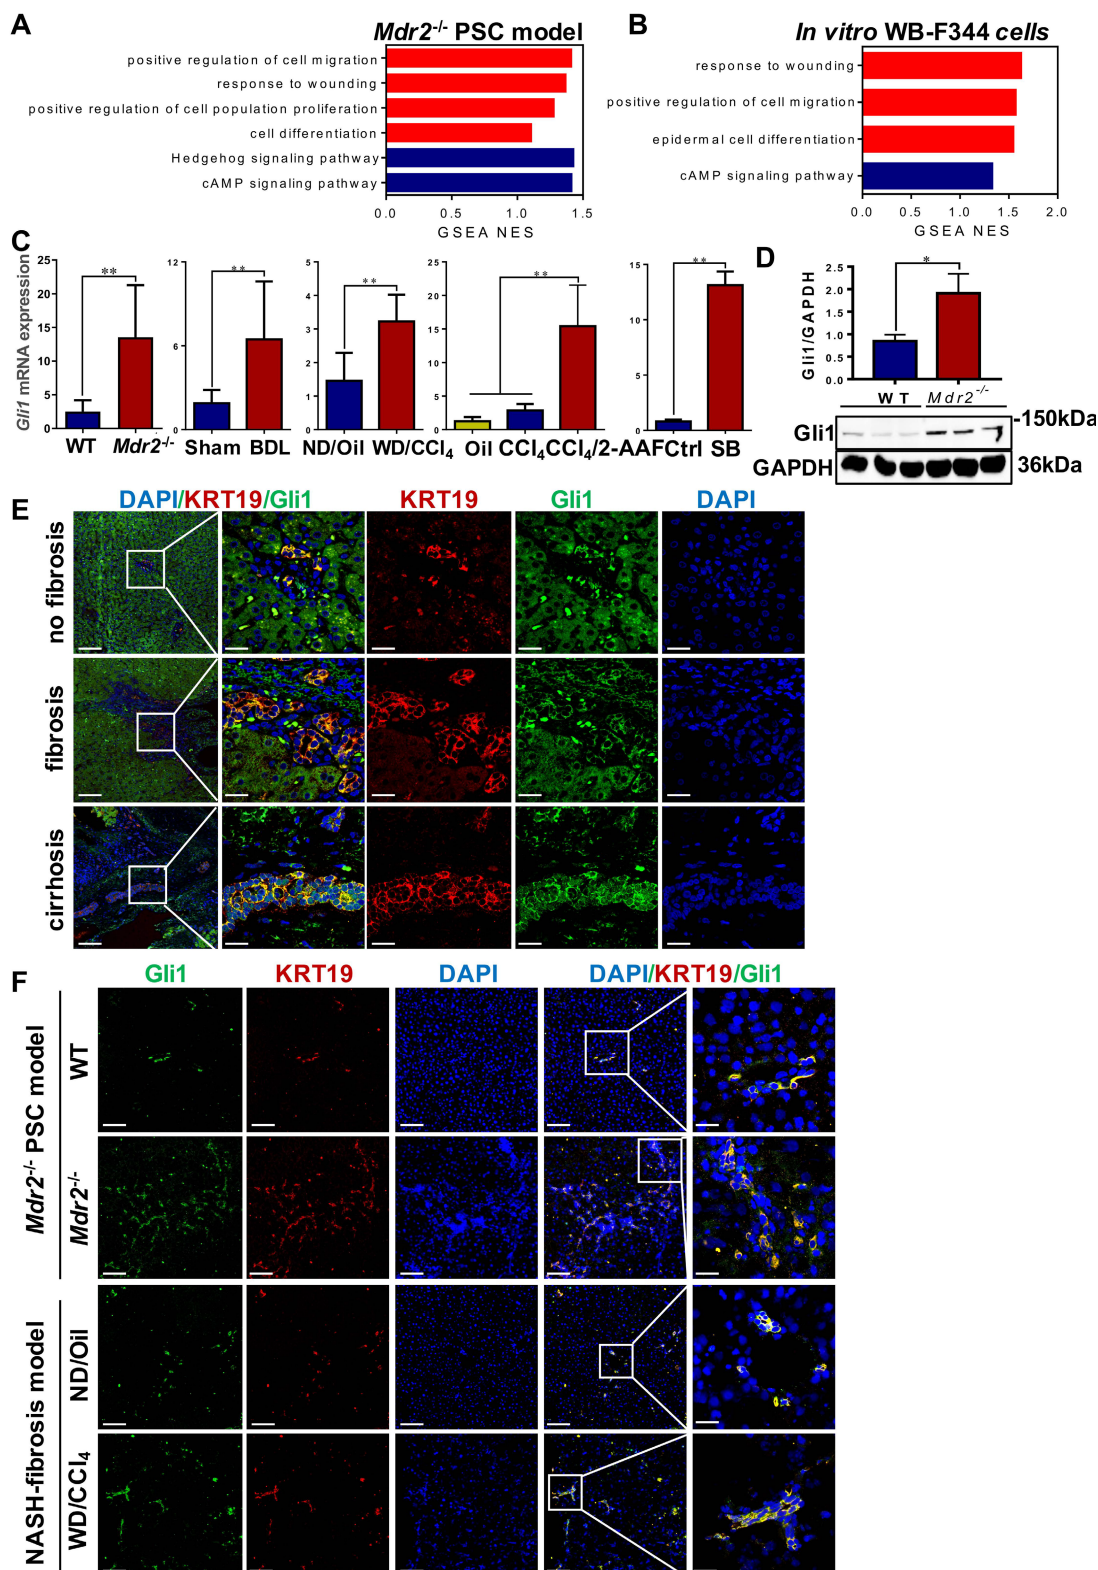 A
Mdr2-/- PSC model
positive regulation of cell migration
response to wounding
positive regulation of cell population proliferation
cell differentiation
Hedgehog signaling pathway
cAMP signaling pathway
0.0 0.5 1.0 1.5
GSEA NES
B
In vitro WB-F344 cells
response to wounding
positive regulation of cell migration
epidermal cell differentiation
cAMP signaling pathway
0.0 0.5 1.0 1.5 2.0
GSEA NES
C
Gli1 mRNA expression
25
20
15
10
5
0
**
WT Mdr2-/-
12
6
0
**
Sham BDL
5
4
3
2
1
0
**
ND/Oil WD/CCl4
25
20
15
10
5
0
**
Oil CCl4 CCl4/2-AAF
15
10
5
0
**
Ctrl SB
D
Gli1/GAPDH
2.5
2.0
1.5
1.0
0.5
0.0
*
WT Mdr2-/-
Gli1 -150kDa
GAPDH 36kDa
E
DAPI/KRT19/Gli1 KRT19 Gli1 DAPI
no fibrosis
fibrosis
cirrhosis
F
Gli1 KRT19 DAPI DAPI/KRT19/Gli1
Mdr2-/- PSC model
WT
Mdr2-/-
NASH-fibrosis model
ND/Oil
WD/CCl4